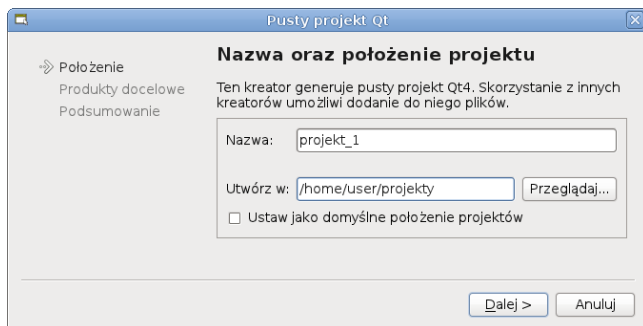 Pusty projekt Qt
Położenie
Produkty docelowe
Podsumowanie
Nazwa oraz położenie projektu
Ten kreator generuje pusty projekt Qt4. Skorzystanie z innych
kreatorów umożliwi dodanie do niego plików.
Nazwa: projekt_1
Utwórz w: /home/user/projekty Przeglądaj...
Ustaw jako domyślne położenie projektów
Dalej > Anuluj